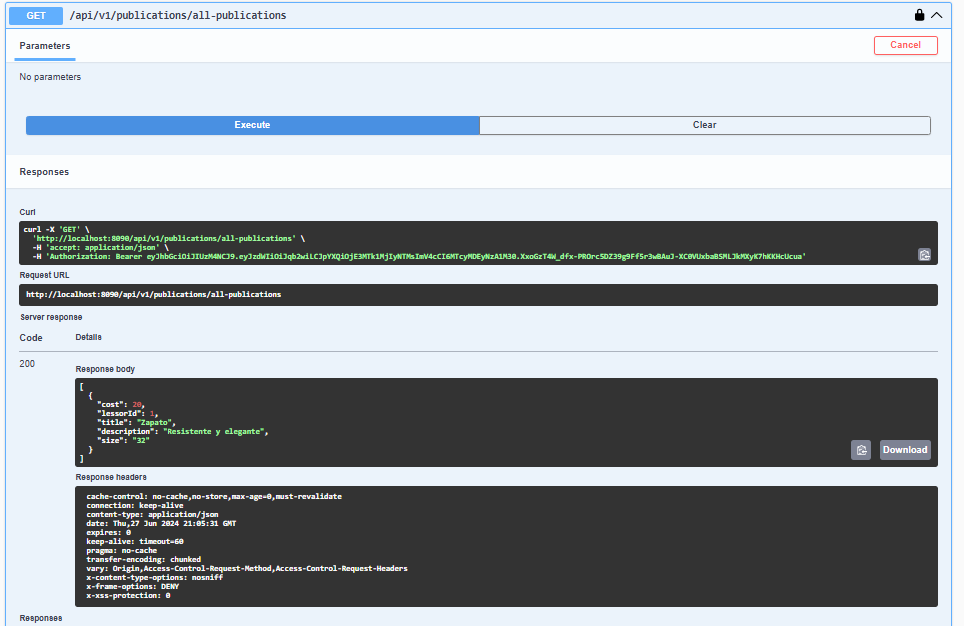 GET /api/v1/publications/all-publications
Parameters
Cancel
No parameters
Execute
Clear
Responses
Curl
curl -X 'GET' \
'http://localhost:8090/api/v1/publications/all-publications' \
-H 'accept: application/json' \
-H 'Authorization: Bearer
Request URL
http://localhost:8090/api/v1/publications/all-publications
Server response
Code
Details
200
Response body
[
{
"cost": 20,
"lessorId": 1,
"title": "Zapato",
"description": "Resistente y elegante",
"size": "32"
}
]
Download
Response headers
cache-control: no-cache,no-store,max-age=0,must-revalidate
connection: keep-alive
content-type: application/json
date: Thu,27 Jun 2024 21:05:31 GMT
expires: 0
keep-alive: timeout=60
pragma: no-cache
transfer-encoding: chunked
vary: Origin,Access-Control-Request-Method,Access-Control-Request-Headers
x-content-type-options: nosniff
x-frame-options: DENY
x-xss-protection: 0
Responses